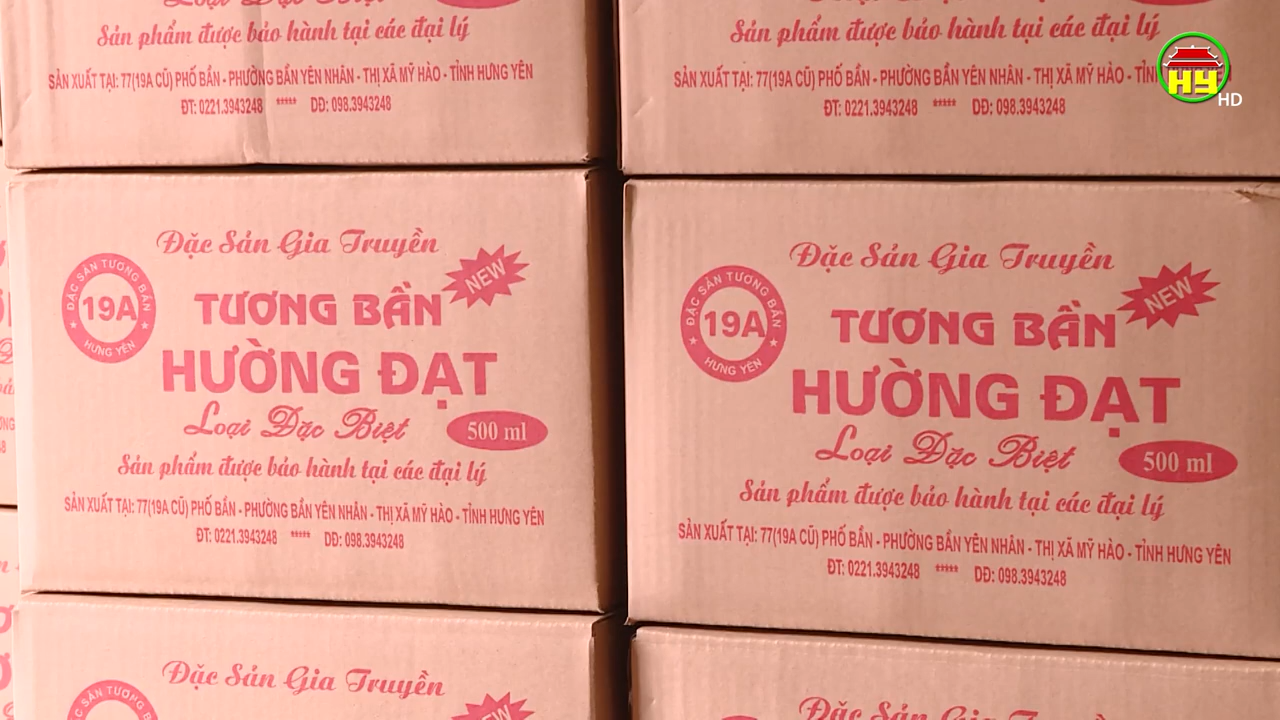 Loại Đặc Biệt
Sản phẩm được bảo hành tại các đại lý
SẢN XUẤT TẠI: 77(19A CŨ) PHỐ BẦN - PHƯỜNG BẦN YÊN NHÂN - THỊ XÃ MỸ HÀO - TỈNH HƯNG YÊN
ĐT: 0221.3943248 ***** DĐ: 098.3943248
Sản phẩm được bảo hành tại các đại lý
SẢN XUẤT TẠI: 77(19A CŨ) PHỐ BẦN - PHƯỜNG BẦN YÊN NHÂN - THỊ XÃ MỸ HÀO - TỈNH HƯNG YÊN
ĐT: 0221.3943248 ***** DĐ: 098.3943248
HY
HD
Đặc Sản Gia Truyền
NEW
ĐẶC SẢN TƯƠNG BẦN
19A
HƯNG YÊN
TƯƠNG BẦN
HƯỜNG ĐẠT
Loại Đặc Biệt
500 ml
Sản phẩm được bảo hành tại các đại lý
SẢN XUẤT TẠI: 77(19A CŨ) PHỐ BẦN - PHƯỜNG BẦN YÊN NHÂN - THỊ XÃ MỸ HÀO - TỈNH HƯNG YÊN
ĐT: 0221.3943248 ***** DĐ: 098.3943248
Đặc Sản Gia Truyền
NEW
ĐẶC SẢN TƯƠNG BẦN
19A
HƯNG YÊN
TƯƠNG BẦN
HƯỜNG ĐẠT
Loại Đặc Biệt
500 ml
Sản phẩm được bảo hành tại các đại lý
SẢN XUẤT TẠI: 77(19A CŨ) PHỐ BẦN - PHƯỜNG BẦN YÊN NHÂN - THỊ XÃ MỸ HÀO - TỈNH HƯNG YÊN
ĐT: 0221.3943248 ***** DĐ: 098.3943248
Đặc Sản Gia Truyền
NEW
ĐẶC SẢN TƯƠNG BẦN
Đặc Sản Gia Truyền